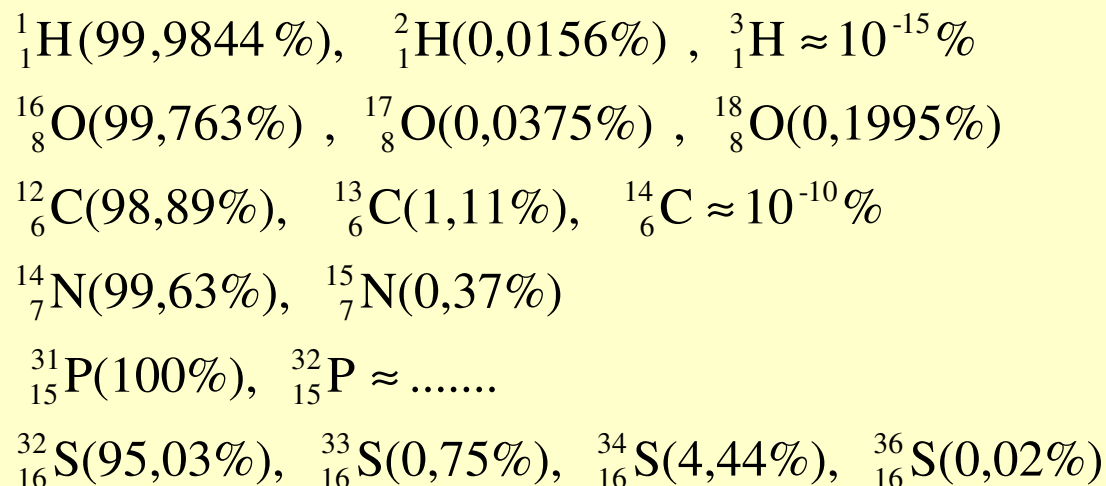 ¹₁H(99,9844 %), ²₁H(0,0156%) , ³₁H ≈ 10⁻¹⁵%
¹⁶₈O(99,763%) , ¹⁷₈O(0,0375%) , ¹⁸₈O(0,1995%)
¹²₆C(98,89%), ¹³₆C(1,11%), ¹⁴₆C ≈ 10⁻¹⁰%
¹⁴₇N(99,63%), ¹⁵₇N(0,37%)
³¹₁₅P(100%), ³²₁₅P ≈ .......
³²₁₆S(95,03%), ³³₁₆S(0,75%), ³⁴₁₆S(4,44%), ³⁶₁₆S(0,02%)